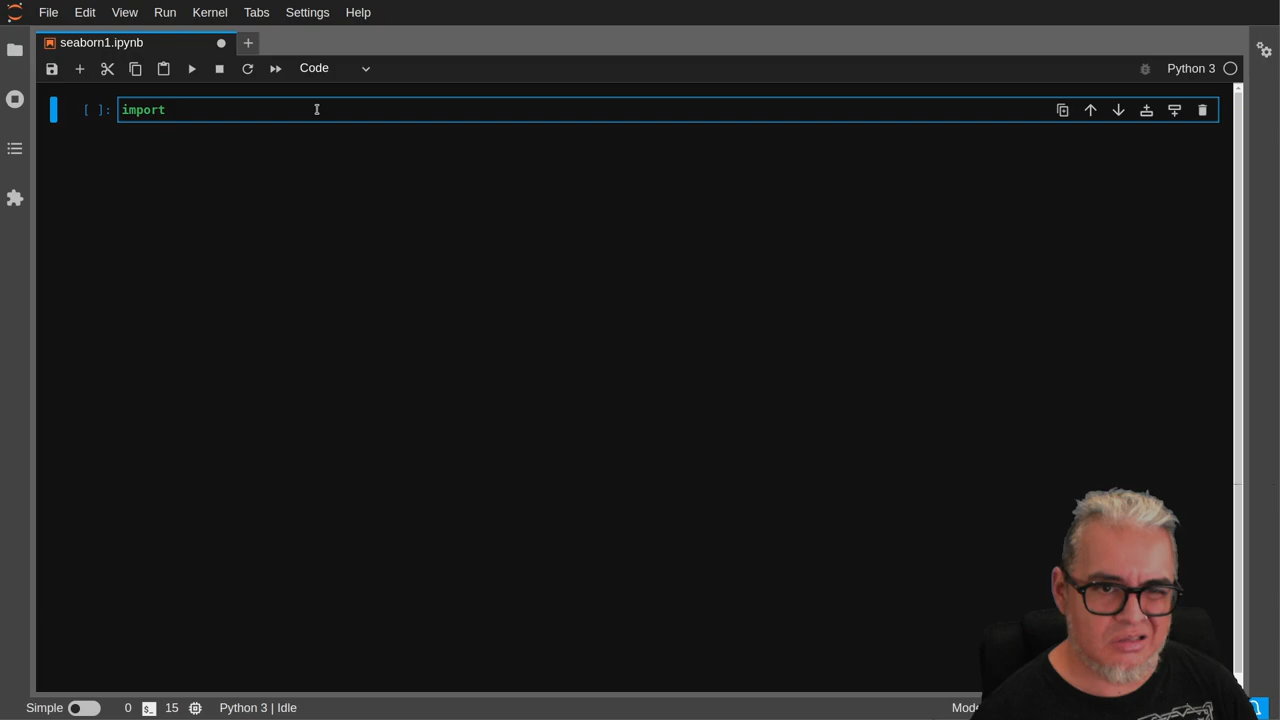 File Edit View Run Kernel Tabs Settings Help
seaborn1.ipynb
Code
Python 3
[ ]: import
Simple 0 15 Python 3 | Idle
Mod